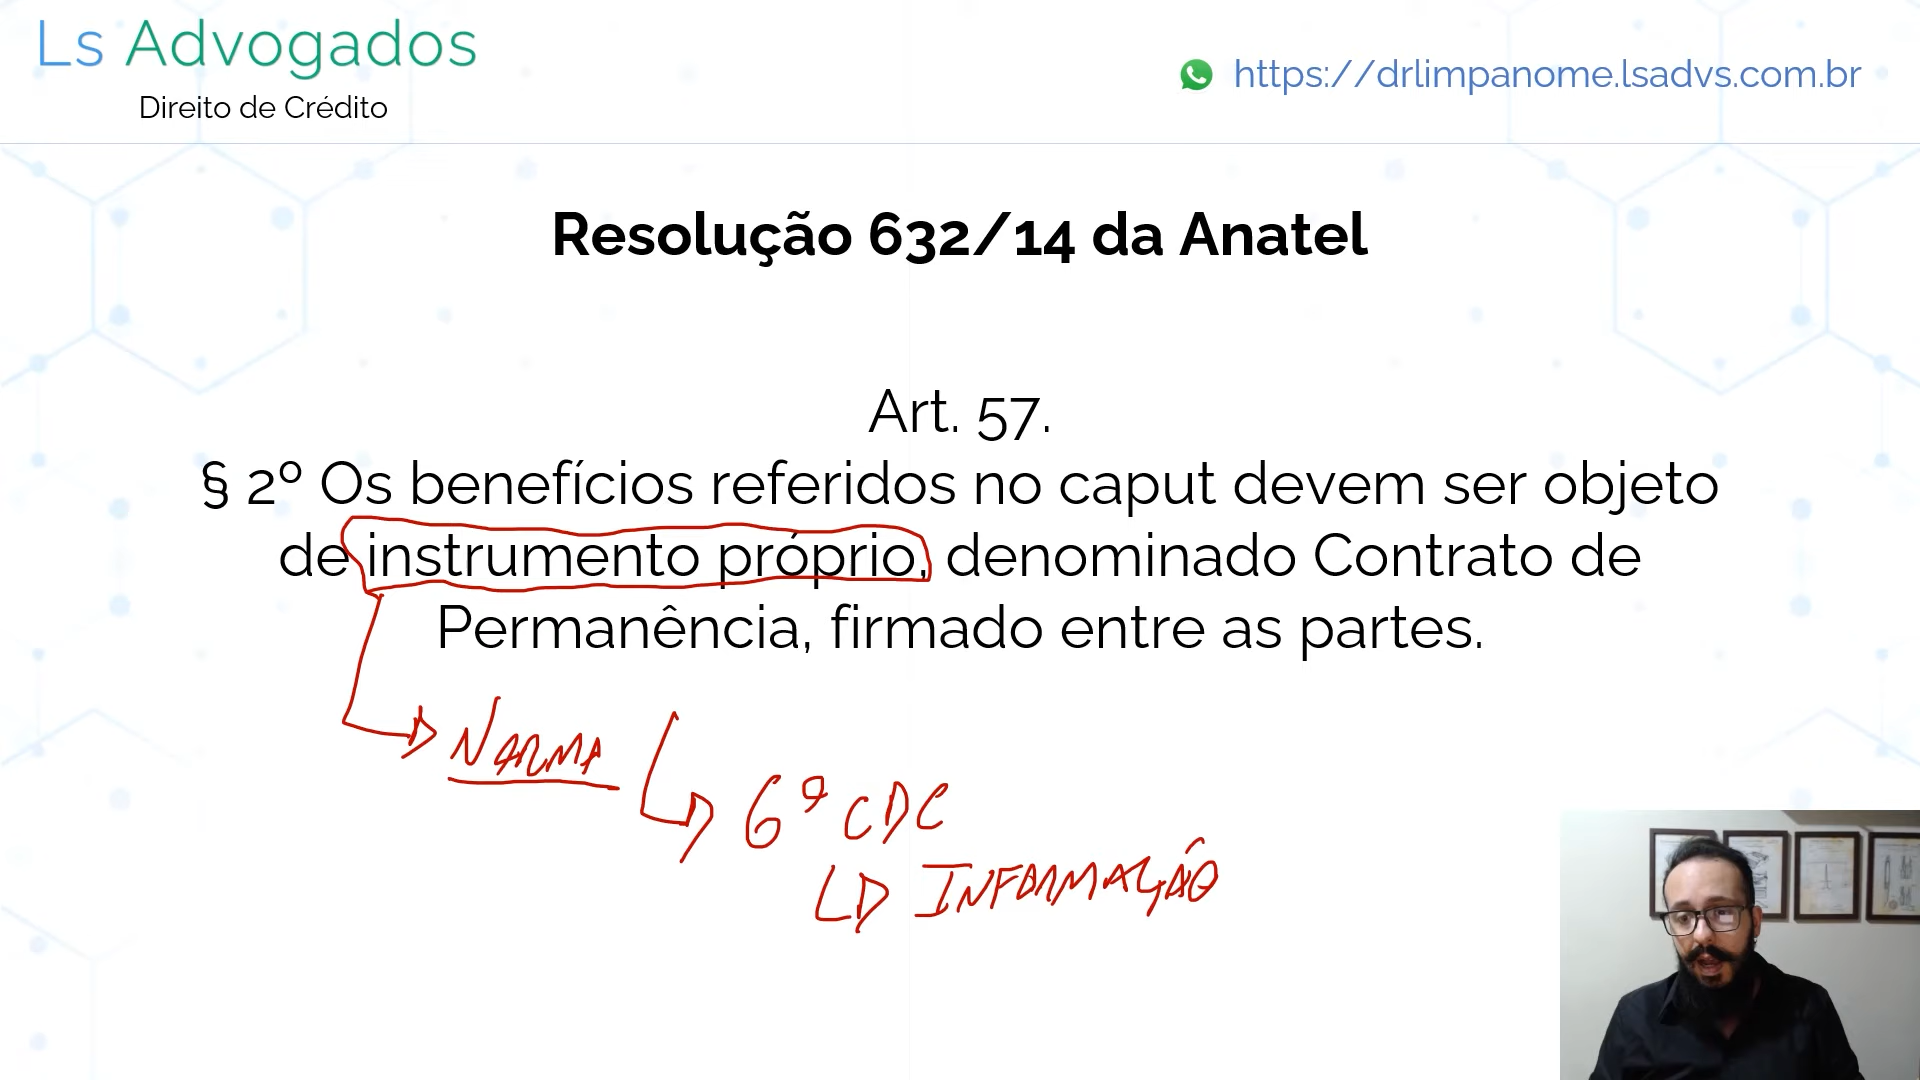 Ls Advogados
Direito de Crédito
https://drlimpanome.lsadvs.com.br
Resolução 632/14 da Anatel
Art. 57.
§ 2º Os benefícios referidos no caput devem ser objeto
de instrumento próprio, denominado Contrato de
Permanência, firmado entre as partes.
NORMA
6º CDC
INFORMAÇÃO